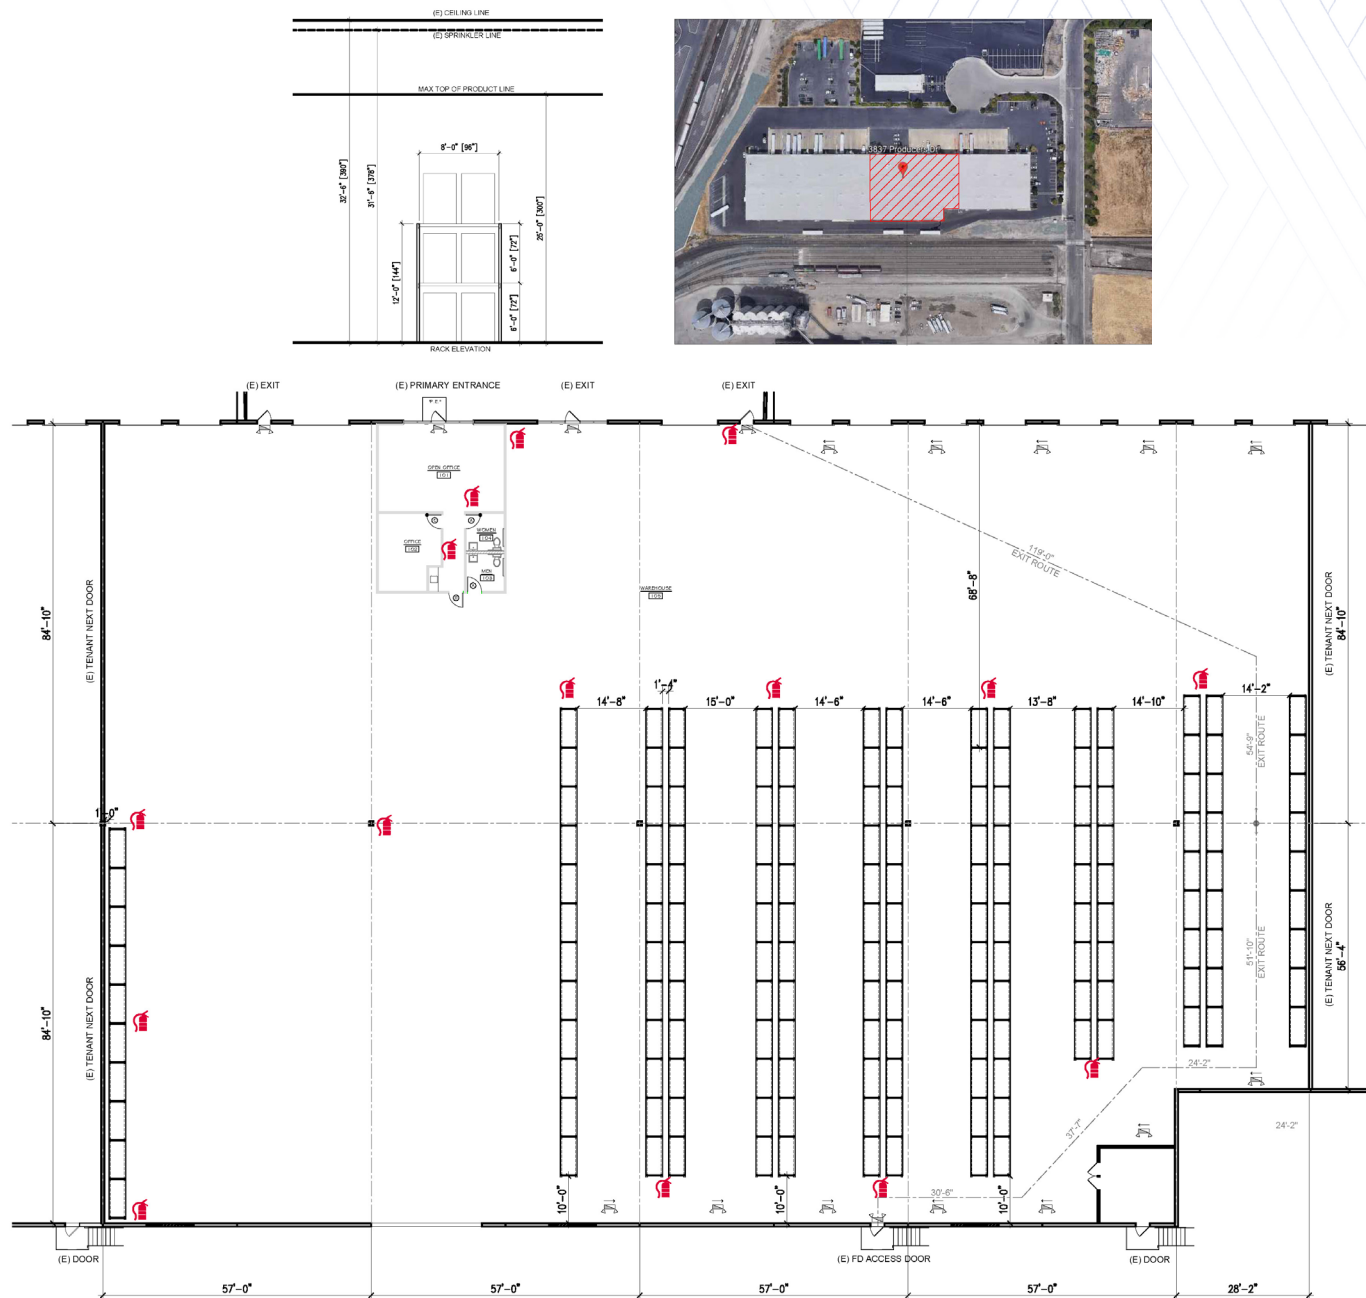 (E) CEILING LINE
(E) SPRINKLER LINE
MAX TOP OF PRODUCT LINE
8'-0" [96"]
32'-6" [390"]
31'-6" [378"]
25'-0" [300"]
12'-0" [144"]
6'-0" [72"]
6'-0" [72"]
RACK ELEVATION
3837 Producers Dr
(E) EXIT
(E) PRIMARY ENTRANCE
(E) EXIT
(E) EXIT
OPEN OFFICE
101
OFFICE
102
WOMEN
104
MEN
103
WAREHOUSE
105
119'-0"
EXIT ROUTE
68'-8"
84'-10"
(E) TENANT NEXT DOOR
(E) TENANT NEXT DOOR
84'-10"
14'-8"
1'-4"
15'-0"
14'-6"
14'-6"
13'-8"
14'-10"
14'-2"
54'-9"
EXIT ROUTE
1'-0"
84'-10"
(E) TENANT NEXT DOOR
51'-10"
EXIT ROUTE
(E) TENANT NEXT DOOR
56'-4"
24'-2"
24'-2"
37'-7"
30'-6"
10'-0"
10'-0"
10'-0"
(E) DOOR
(E) FD ACCESS DOOR
(E) DOOR
57'-0"
57'-0"
57'-0"
57'-0"
28'-2"